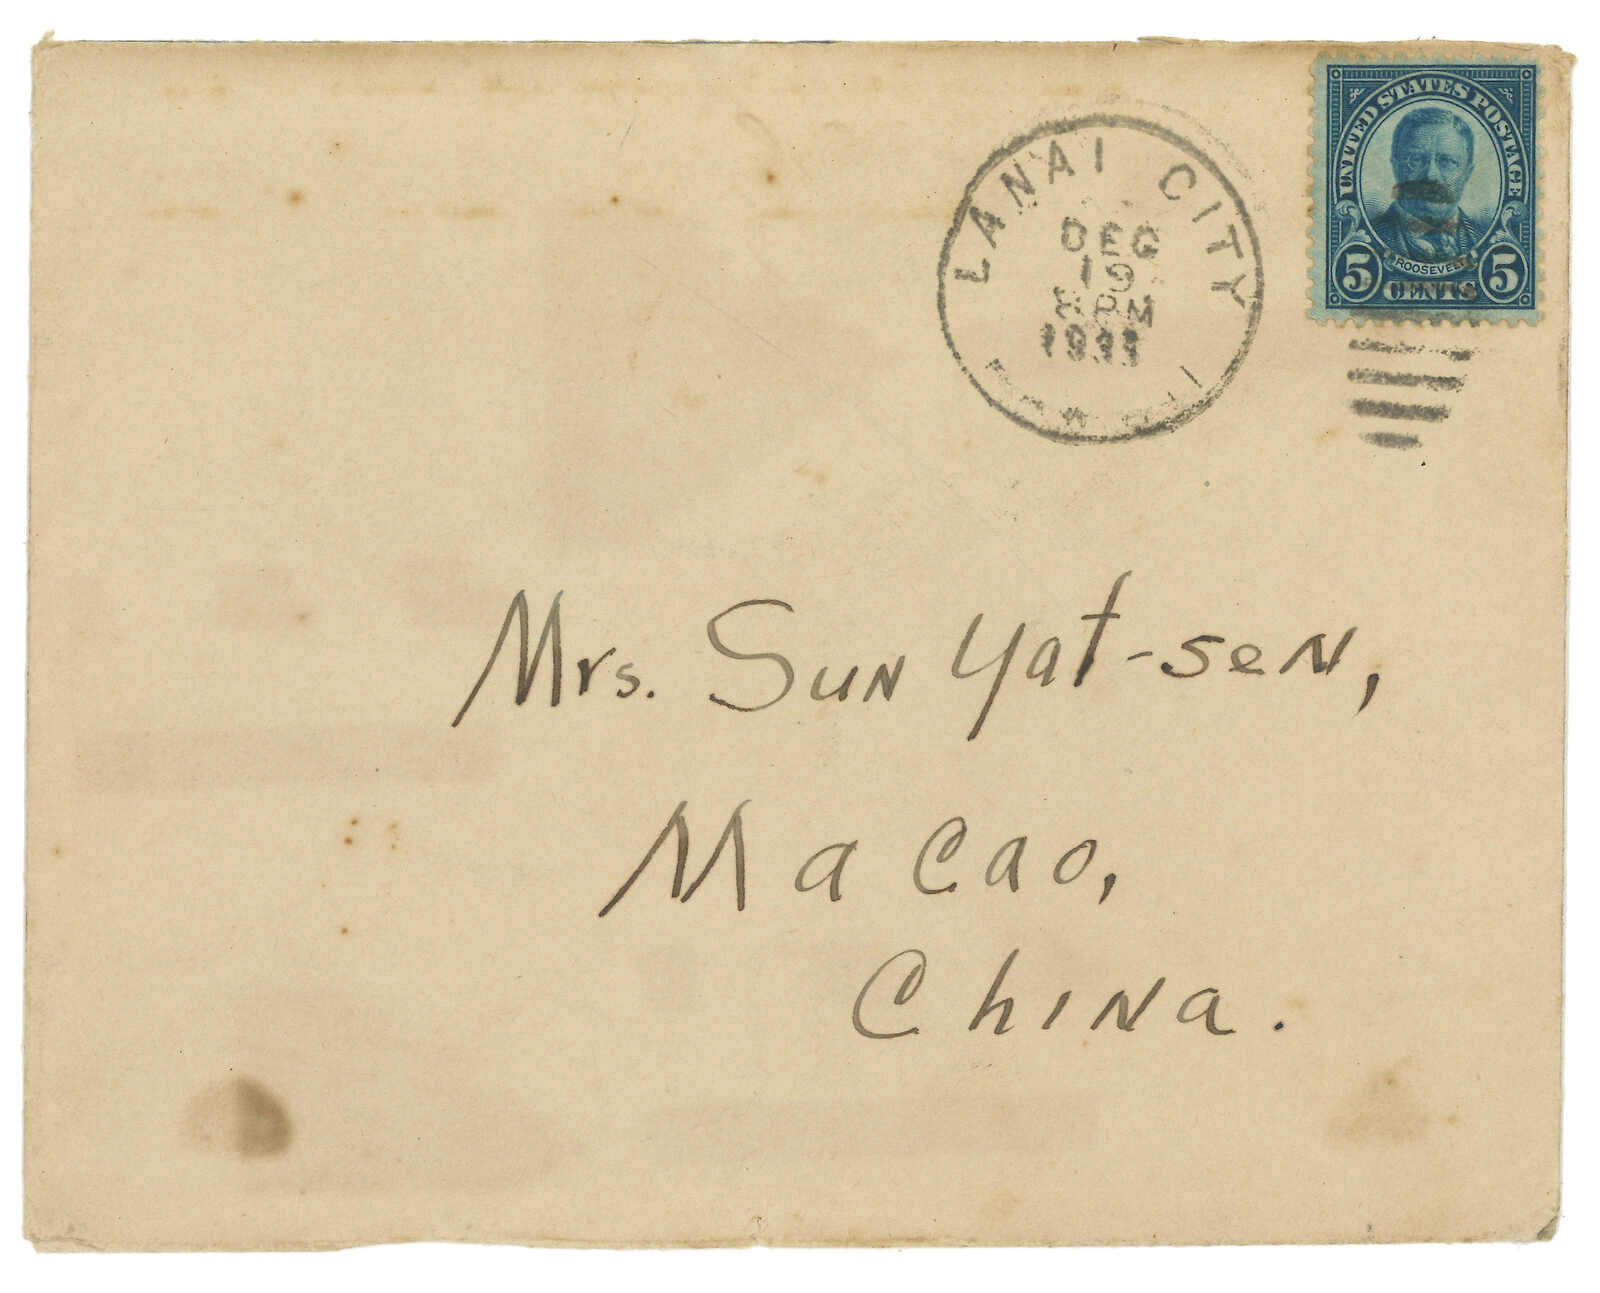 UNITED STATES POSTAGE
ROOSEVELT
5 CENTS 5
LANAI CITY
DEC
19
8 PM
1933
Mrs. Sun Yat-sen,
Macao,
China.